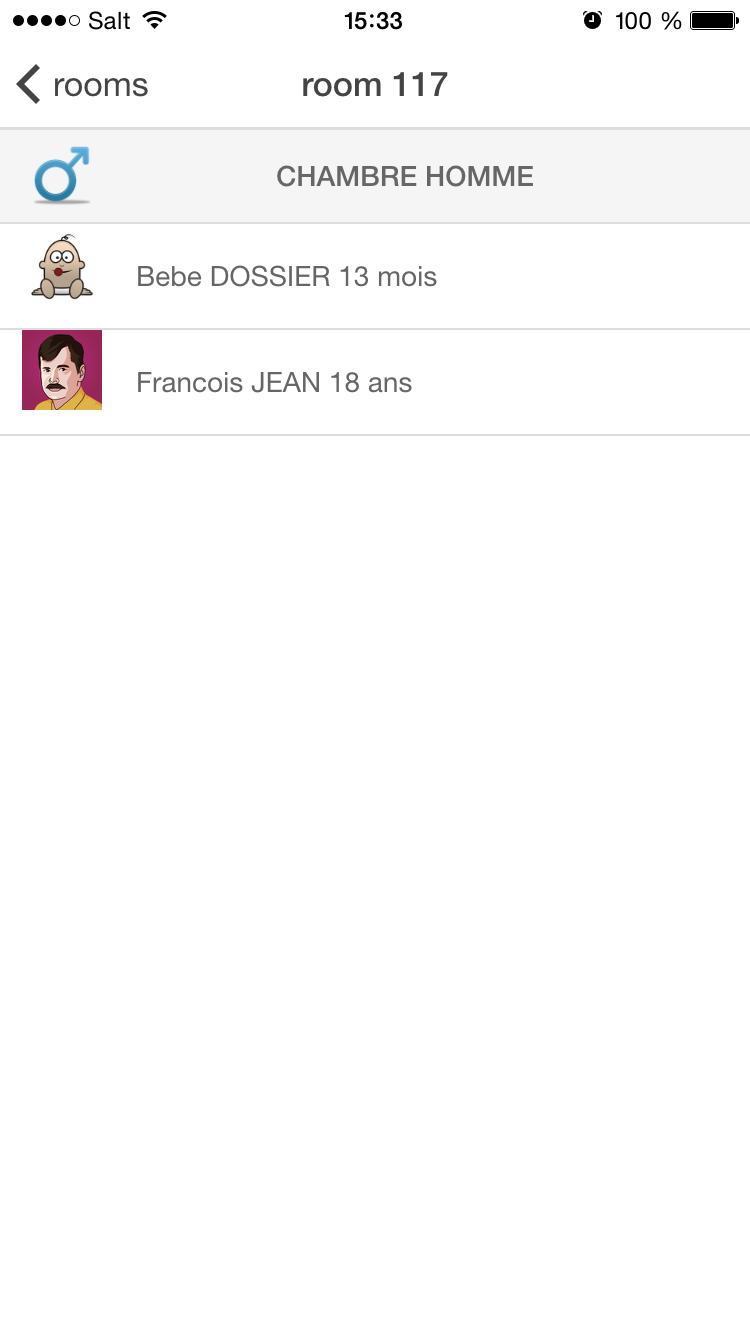 Salt 15:33 100 %
rooms room 117
CHAMBRE HOMME
Bebe DOSSIER 13 mois
Francois JEAN 18 ans